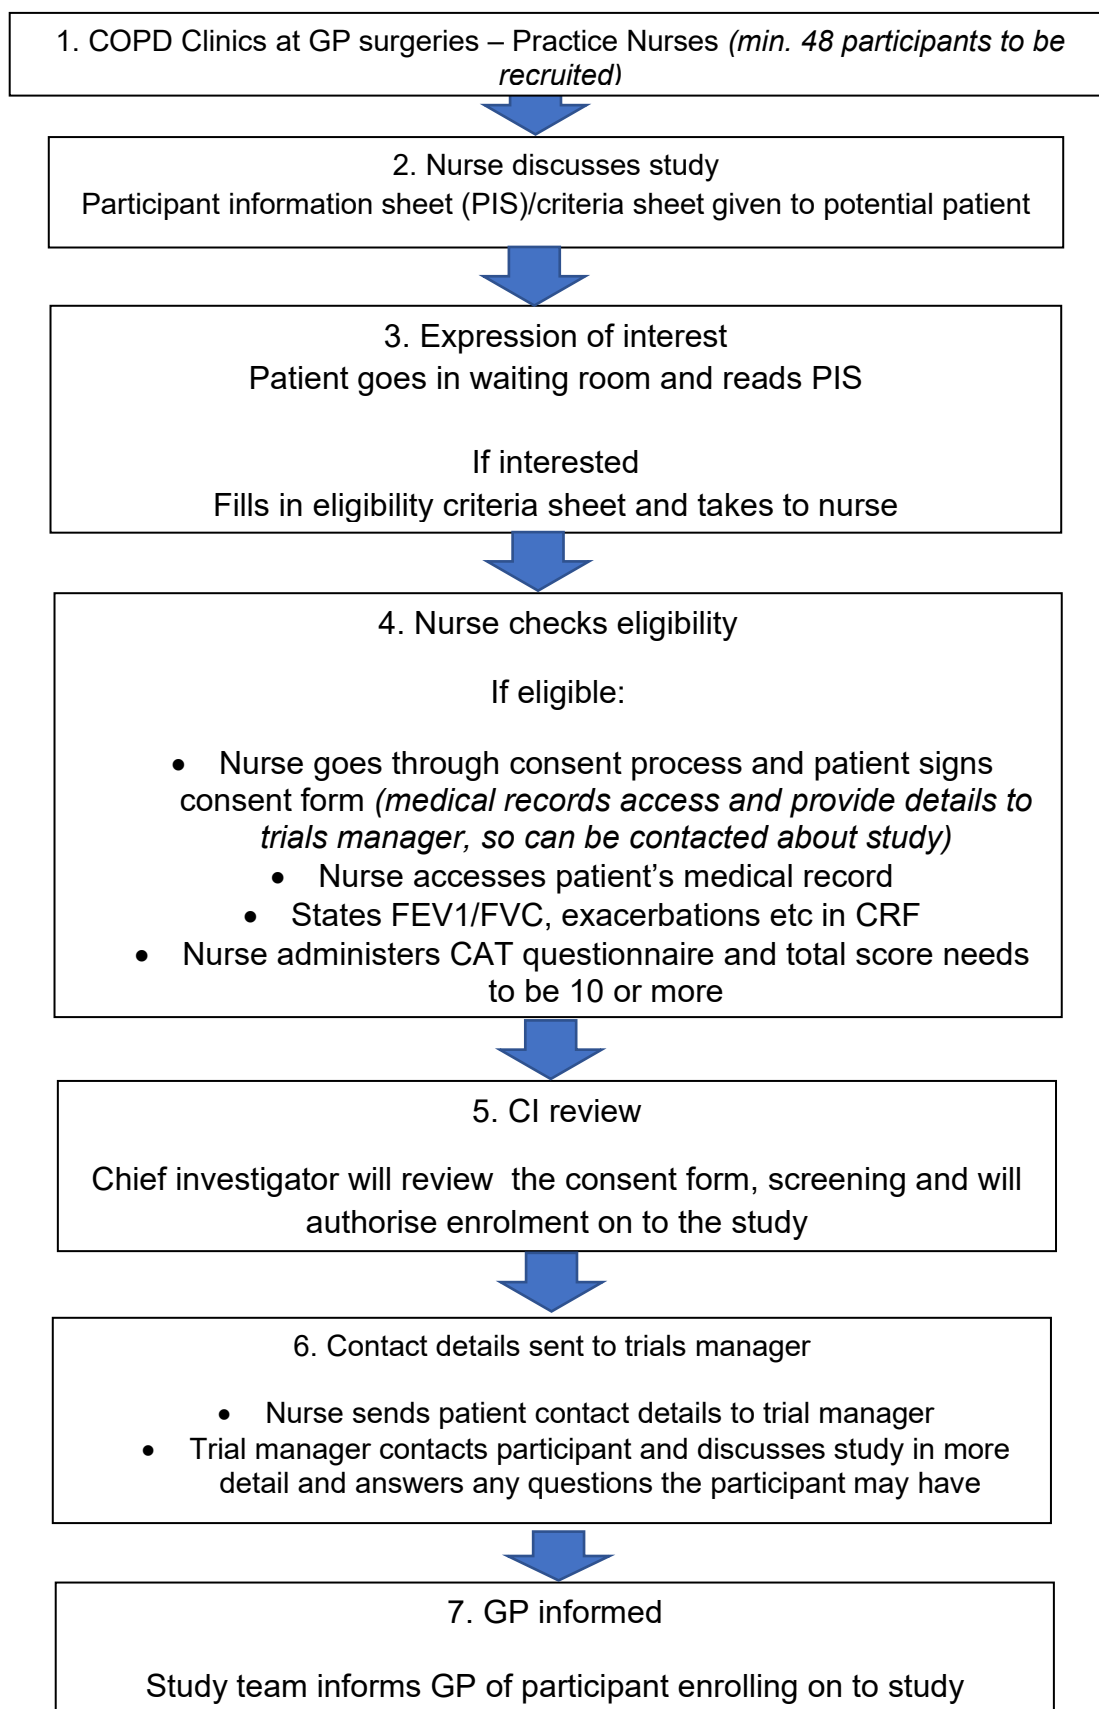 1. COPD Clinics at GP surgeries – Practice Nurses (min. 48 participants to be
recruited)
2. Nurse discusses study
Participant information sheet (PIS)/criteria sheet given to potential patient
3. Expression of interest
Patient goes in waiting room and reads PIS
If interested
Fills in eligibility criteria sheet and takes to nurse
4. Nurse checks eligibility
If eligible:
• Nurse goes through consent process and patient signs
consent form (medical records access and provide details to
trials manager, so can be contacted about study)
• Nurse accesses patient’s medical record
• States FEV1/FVC, exacerbations etc in CRF
• Nurse administers CAT questionnaire and total score needs
to be 10 or more
5. CI review
Chief investigator will review the consent form, screening and will
authorise enrolment on to the study
6. Contact details sent to trials manager
• Nurse sends patient contact details to trial manager
• Trial manager contacts participant and discusses study in more
detail and answers any questions the participant may have
7. GP informed
Study team informs GP of participant enrolling on to study